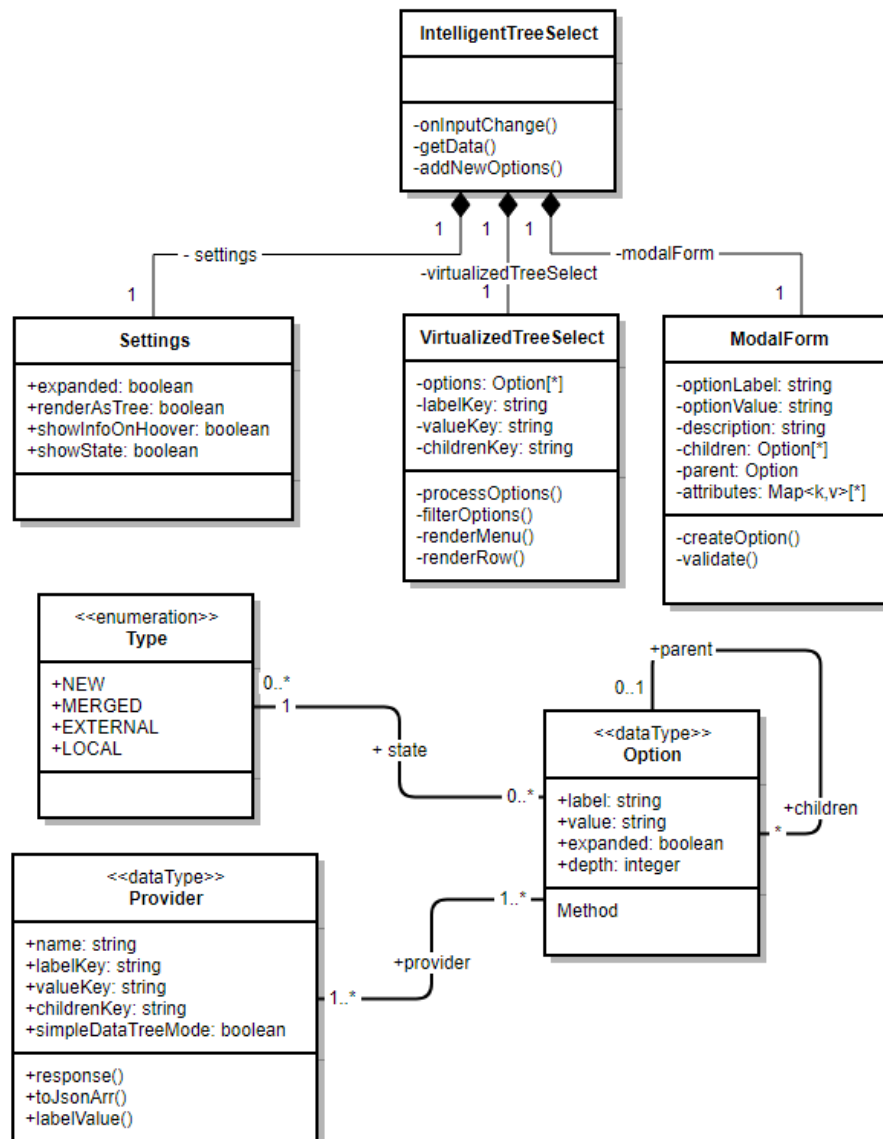 IntelligentTreeSelect
-onInputChange()
-getData()
-addNewOptions()
1
1
1
- settings
-modalForm
-virtualizedTreeSelect
1
1
1
Settings
+expanded: boolean
+renderAsTree: boolean
+showInfoOnHoover: boolean
+showState: boolean
VirtualizedTreeSelect
-options: Option[*]
-labelKey: string
-valueKey: string
-childrenKey: string
-processOptions()
-filterOptions()
-renderMenu()
-renderRow()
ModalForm
-optionLabel: string
-optionValue: string
-description: string
-children: Option[*]
-parent: Option
-attributes: Map<k,v>[*]
-createOption()
-validate()
<<enumeration>>
Type
+NEW
+MERGED
+EXTERNAL
+LOCAL
0..*
1
+ state
0..*
+parent
0..1
<<dataType>>
Option
+label: string
+value: string
+expanded: boolean
+depth: integer
Method
+children
*
<<dataType>>
Provider
+name: string
+labelKey: string
+valueKey: string
+childrenKey: string
+simpleDataTreeMode: boolean
+response()
+toJsonArr()
+labelValue()
1..*
+provider
1..*